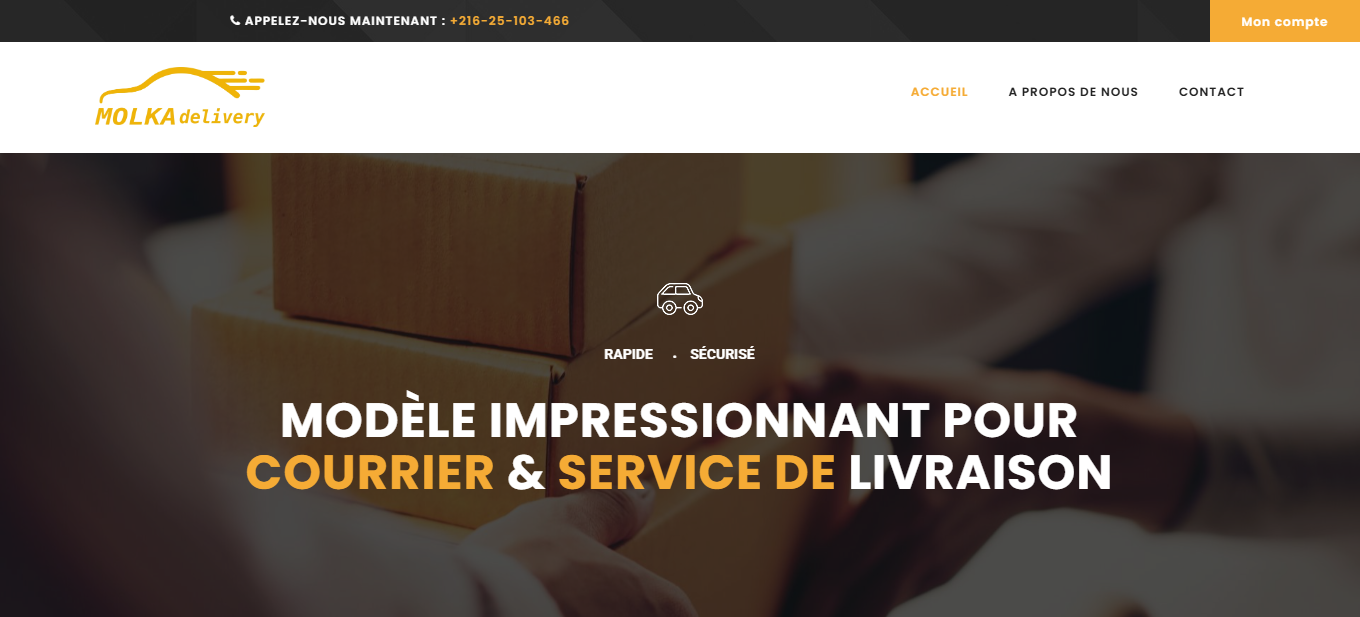 APPELEZ-NOUS MAINTENANT : +216-25-103-466
Mon compte
MOLKA delivery
ACCUEIL
A PROPOS DE NOUS
CONTACT
RAPIDE . SÉCURISÉ
MODÈLE IMPRESSIONNANT POUR
COURRIER & SERVICE DE LIVRAISON